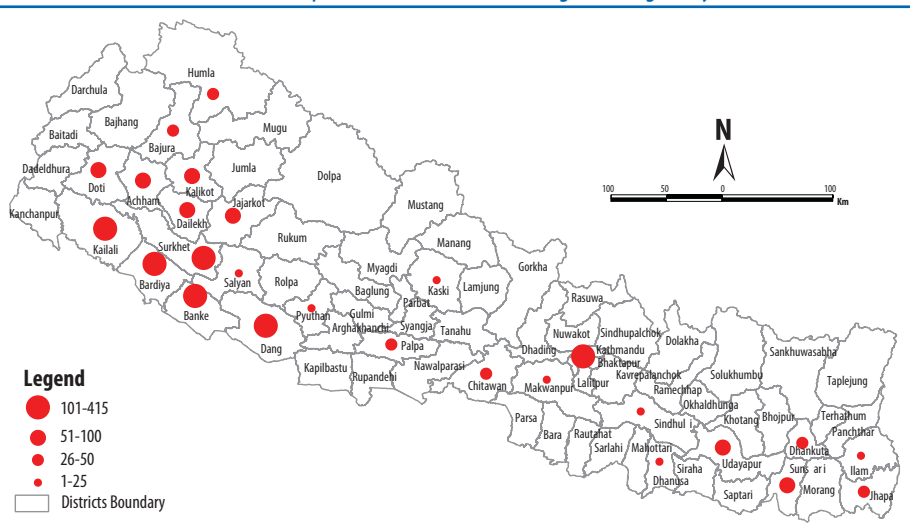 Humla
Darchula
Bajhang
Baitadi
Bajura
Mugu
Dadeldhura
Doti
Jumla
Dolpa
Achham
Kalikot
Jajarkot
Mustang
Kanchanpur
Dailekh
Kailali
Surkhet
Rukum
Manang
Bardiya
Salyan
Rolpa
Myagdi
Kaski
Lamjung
Gorkha
Baglung
Banke
Pyuthan
Gulmi
Parbat
Rasuwa
Arghakhanchi
Syangja
Tanahu
Nuwakot
Sindhupalchok
Dang
Palpa
Dhading
Kathmandu
Dolakha
Bhaktapur
Sankhuwasabha
Kapilbastu
Rupandehi
Nawalparasi
Chitawan
Makwanpur
Lalitpur
Kavrepalanchok
Solukhumbu
Taplejung
Ramechhap
Okhaldhunga
Parsa
Bara
Rautahat
Sarlahi
Sindhul i
Khotang
Bhojpur
Terhathum
Panchthar
Mahottari
Dhanusa
Siraha
Udayapur
Dhankuta
Suns ari
Ilam
Saptari
Morang
Jhapa
N
100 50 0 100
Km
Legend
101-415
51-100
26-50
1-25
Districts Boundary